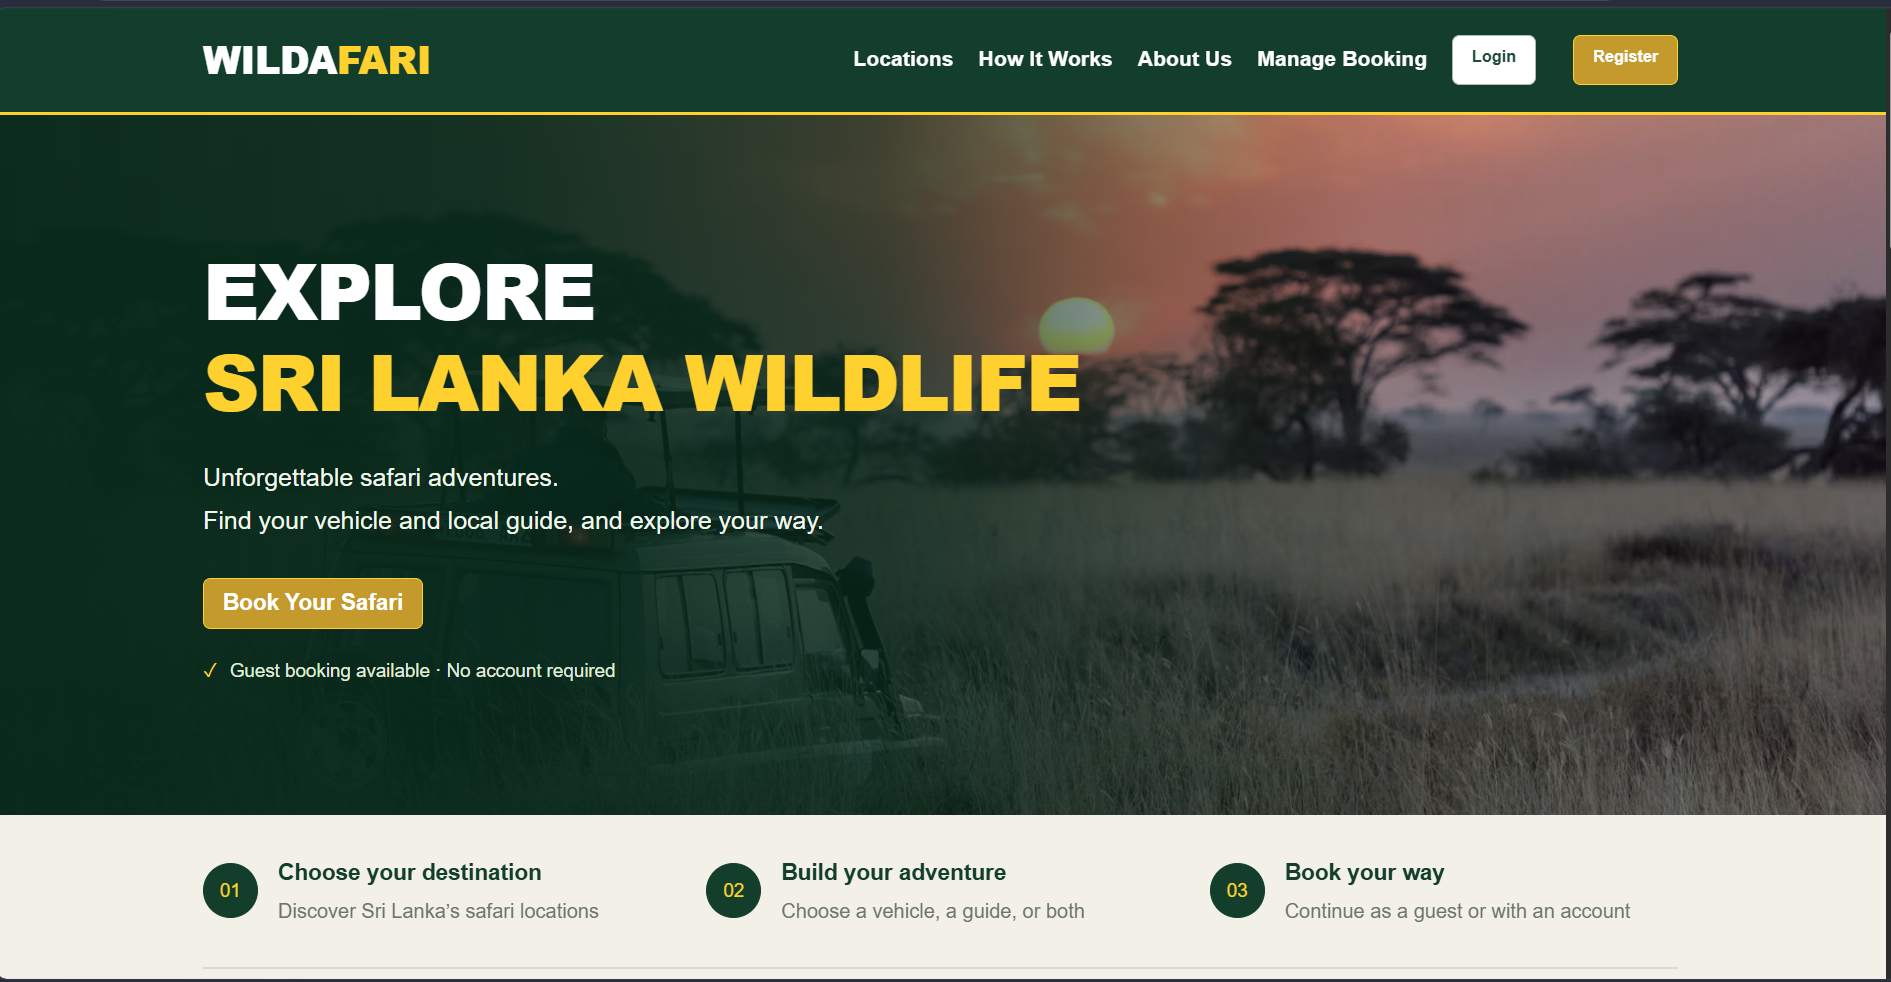 WILDAFARI
Locations How It Works About Us Manage Booking Login Register
EXPLORE
SRI LANKA WILDLIFE
Unforgettable safari adventures.
Find your vehicle and local guide, and explore your way.
Book Your Safari
✓ Guest booking available · No account required
01 Choose your destination
Discover Sri Lanka’s safari locations
02 Build your adventure
Choose a vehicle, a guide, or both
03 Book your way
Continue as a guest or with an account